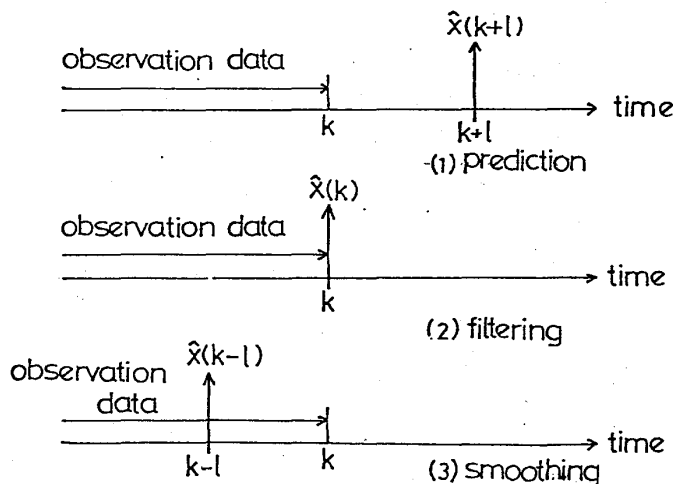 x̂(k+l)
observation data
time
k
k+l
(1) prediction
x̂(k)
observation data
time
k
(2) filtering
x̂(k-l)
observation
data
time
k-l
k
(3) smoothing